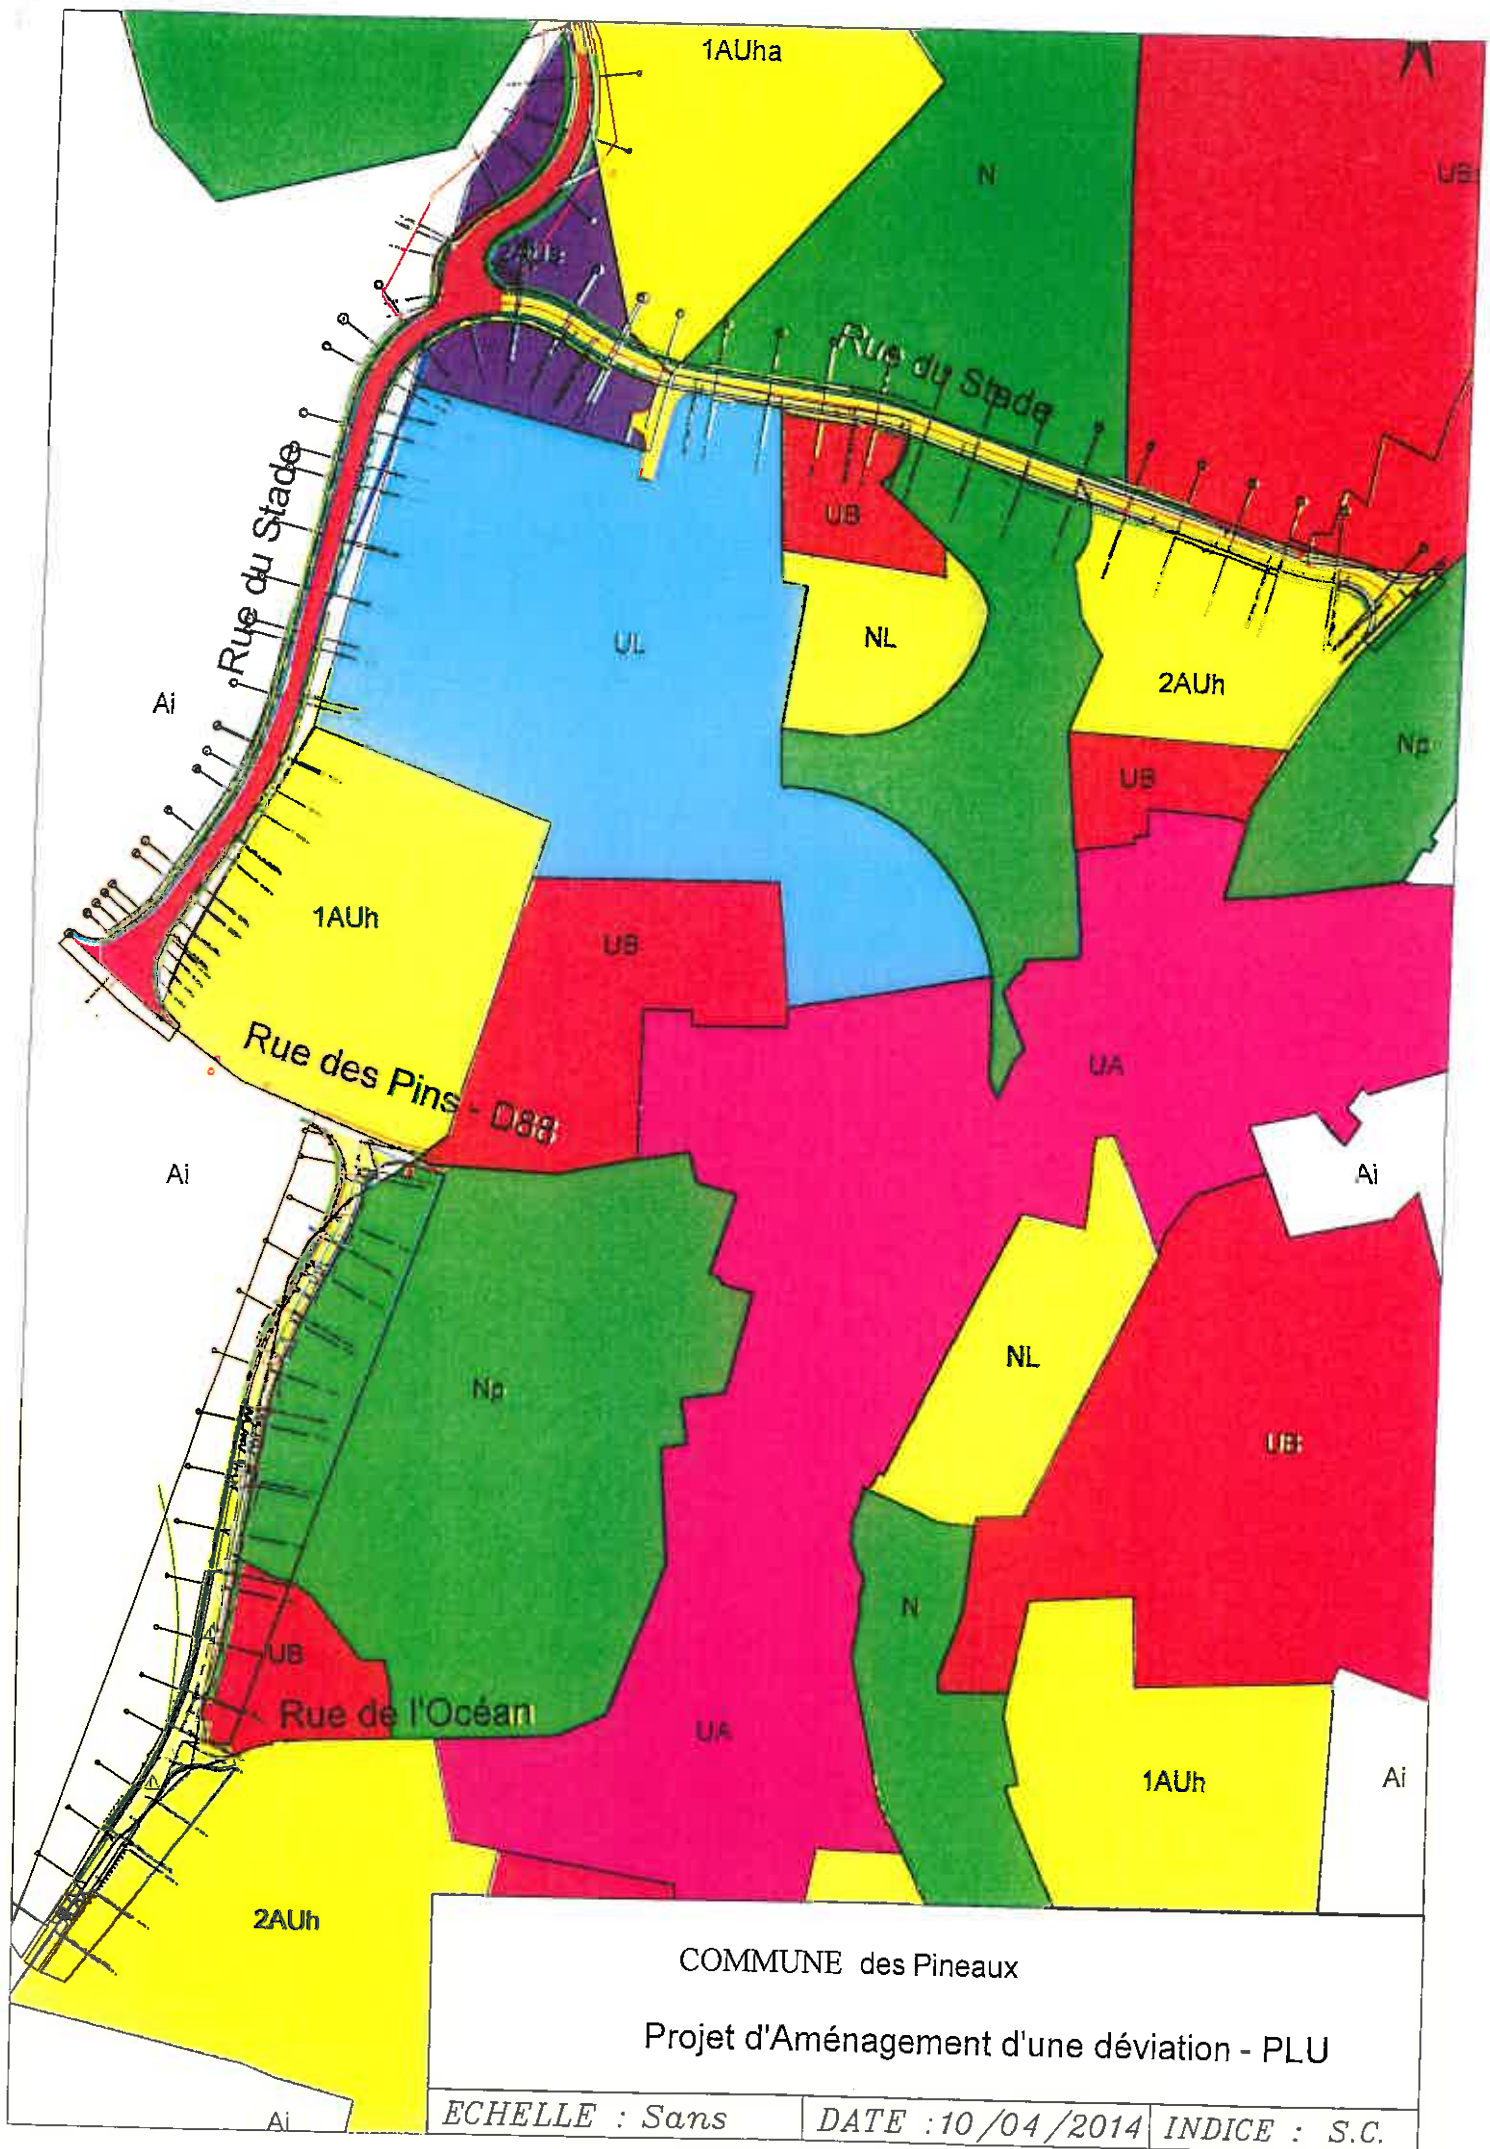 1AUha
N
UB
Rue du Stade
Rue du Stade
UB
UL
NL
2AUh
Ai
Np
UB
1AUh
UB
Rue des Pins - D88
UA
Ai
Ai
NL
Np
UB
N
UB
Rue de l'Océan
UA
1AUh
Ai
2AUh
COMMUNE des Pineaux
Projet d'Aménagement d'une déviation - PLU
Ai
ECHELLE : Sans
DATE :10/04/2014
INDICE : S.C.